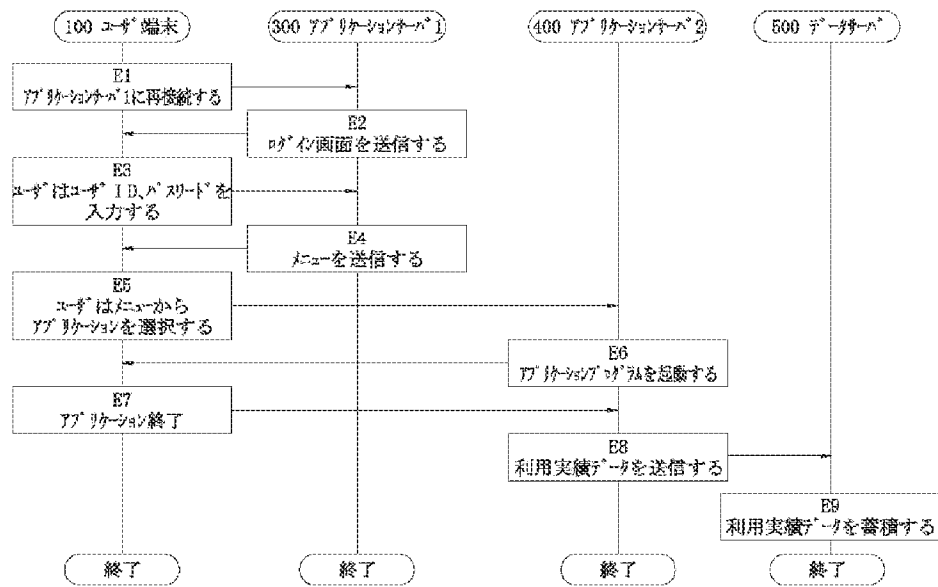 100 ユーザ端末
300 アプリケーションサーバ1
400 アプリケーションサーバ2
500 データサーバ
E1
アプリケーションサーバ1に再接続する
E2
ログイン画面を送信する
E3
ユーザはユーザID、パスワードを
入力する
E4
メニューを送信する
E5
ユーザはメニューから
アプリケーションを選択する
E6
アプリケーションプログラムを起動する
E7
アプリケーション終了
E8
利用実績データを送信する
E9
利用実績データを蓄積する
終了
終了
終了
終了